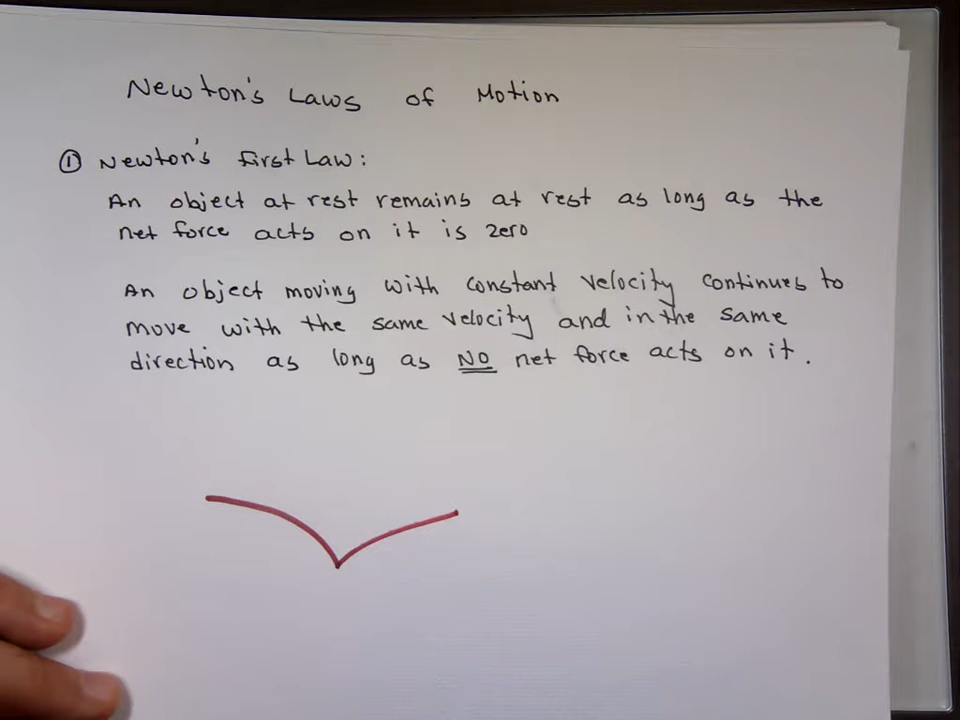 Newton's Laws of Motion
① Newton's First Law:
An object at rest remains at rest as long as the
net force acts on it is zero
An object moving with constant velocity continues to
move with the same velocity and in the same
direction as long as NO net force acts on it.